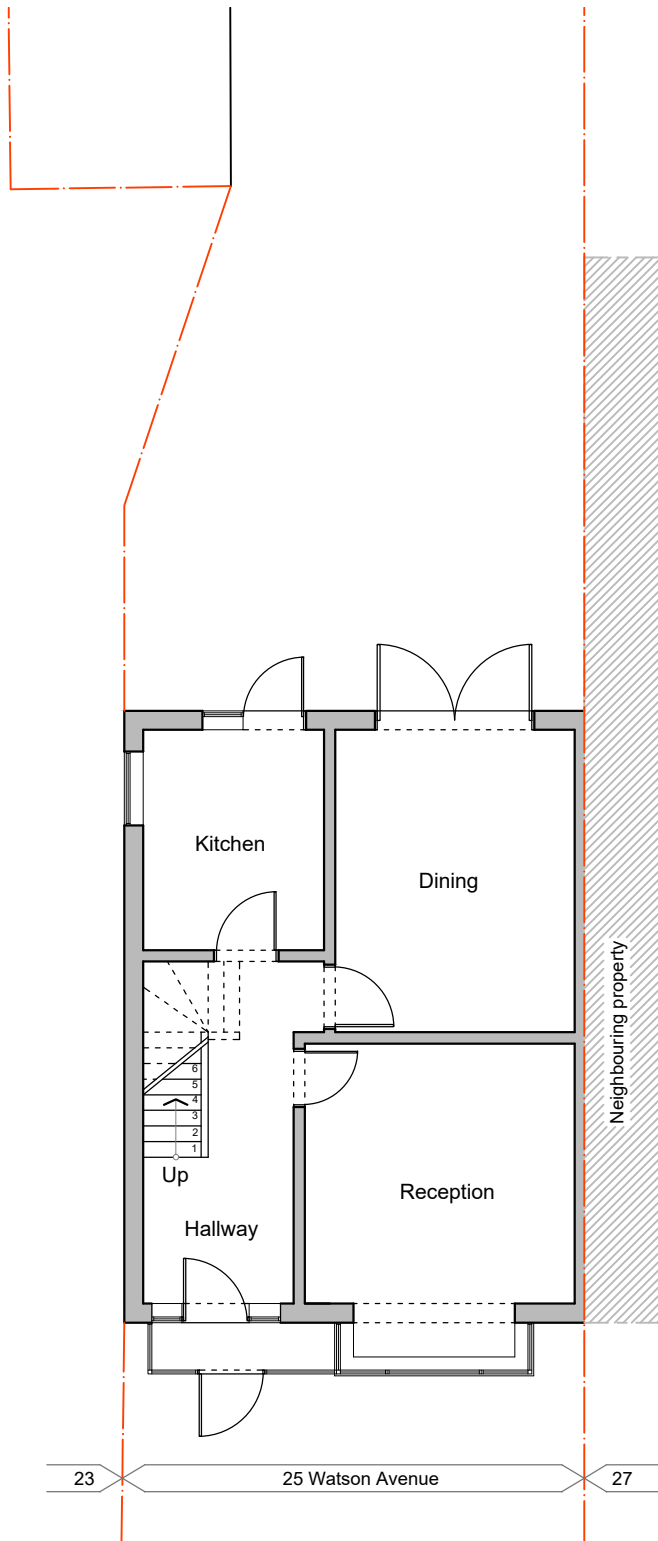 Kitchen
Dining
Neighbouring property
6
5
4
3
2
1
Up
Reception
Hallway
23
25 Watson Avenue
27